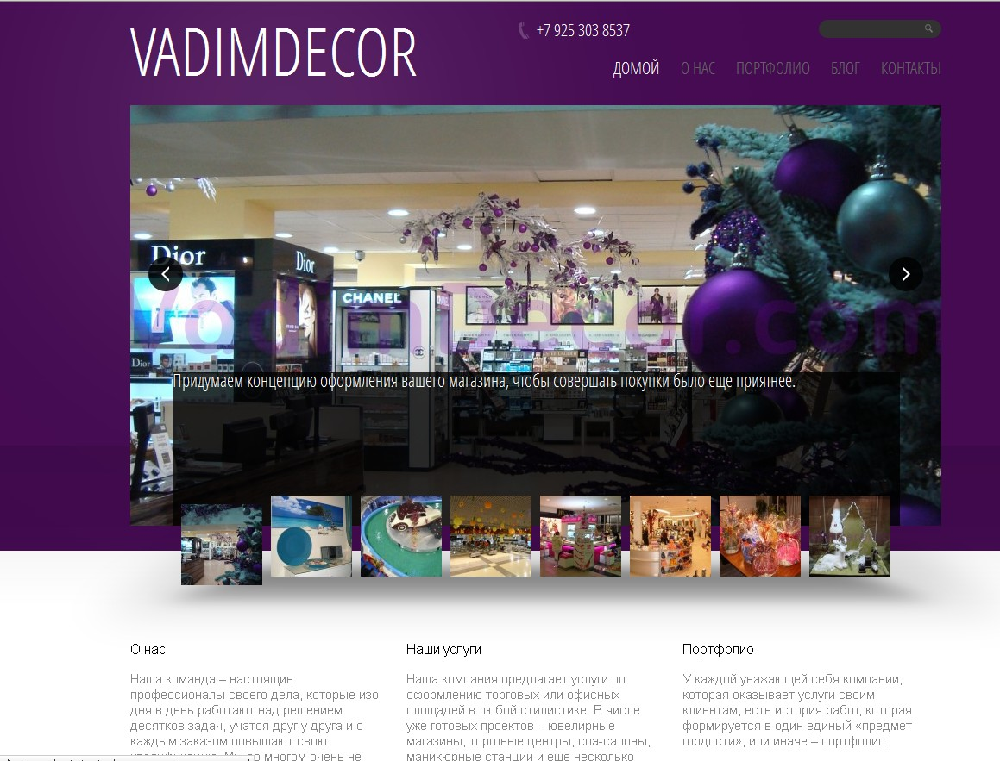 VADIMDECOR
+7 925 303 8537
ДОМОЙ О НАС ПОРТФОЛИО БЛОГ КОНТАКТЫ
Dior
Dior
CHANEL
VadimDecor.com
Dior
Придумаем концепцию оформления вашего магазина, чтобы совершать покупки было еще приятнее.
О нас
Наша команда – настоящие
профессионалы своего дела, которые изо
дня в день работают над решением
десятков задач, учатся друг у друга и с
каждым заказом повышают свою
Наши услуги
Наша компания предлагает услуги по
оформлению торговых или офисных
площадей в любой стилистике. В числе
уже готовых проектов – ювелирные
магазины, торговые центры, спа-салоны,
маникюрные станции и еще несколько
Портфолио
У каждой уважающей себя компании,
которая оказывает услуги своим
клиентам, есть история работ, которая
формируется в один единый «предмет
гордости», или иначе – портфолио.